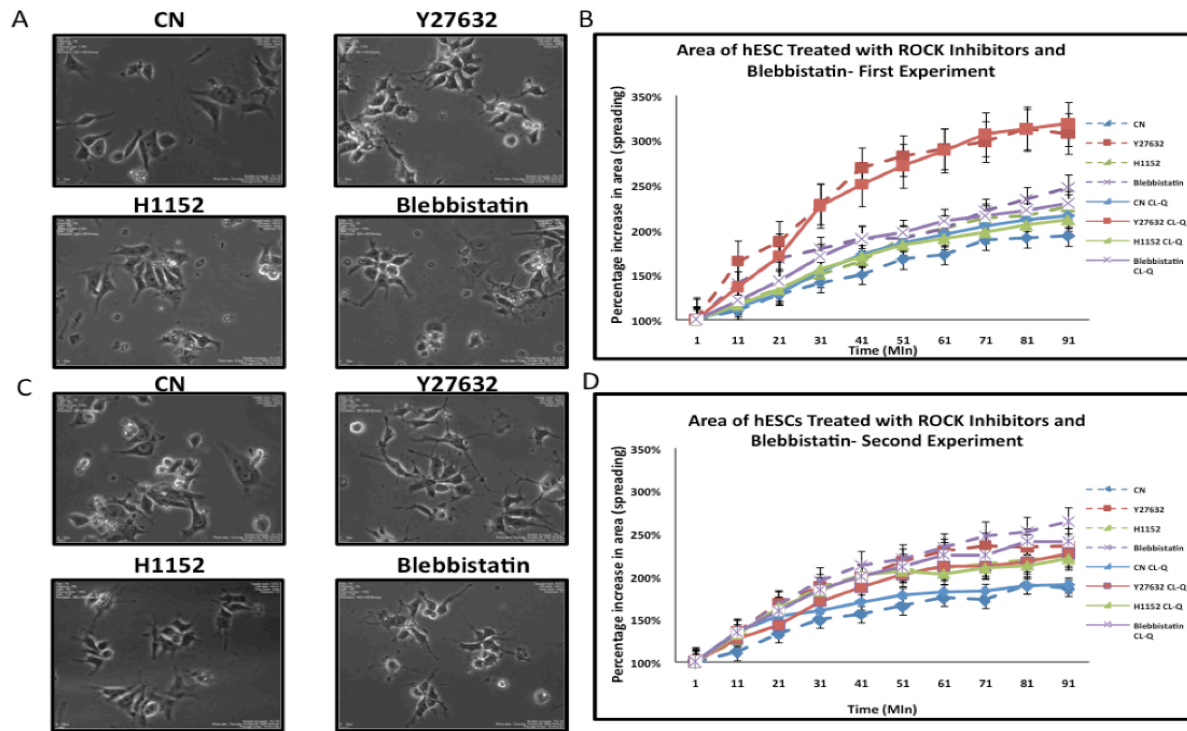 A
CN
Y27632
H1152
Blebbistatin
B
Area of hESC Treated with ROCK Inhibitors and
Blebbistatin- First Experiment
Percentage increase in area (spreading)
350%
300%
250%
200%
150%
100%
1 11 21 31 41 51 61 71 81 91
Time (MIn)
CN
Y27632
H1152
Blebbistatin
CN CL-Q
Y27632 CL-Q
H1152 CL-Q
Blebbistatin
CL-Q
C
CN
Y27632
H1152
Blebbistatin
D
Area of hESCs Treated with ROCK Inhibitors and
Blebbistatin- Second Experiment
Percentage increase in area (spreading)
350%
300%
250%
200%
150%
100%
1 11 21 31 41 51 61 71 81 91
Time (MIn)
CN
Y27632
H1152
Blebbistatin
CN CL-Q
Y27632 CL-Q
H1152 CL-Q
Blebbistatin
CL-Q